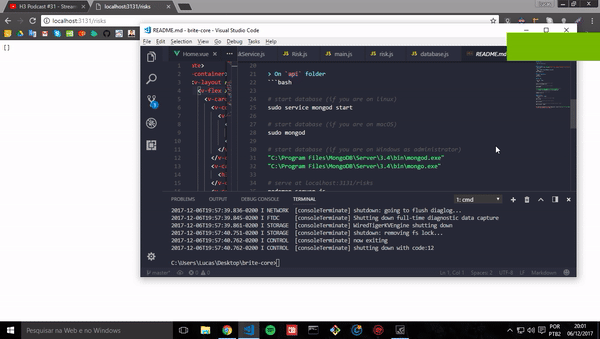 H3 Podcast #31 - Stream
localhost:3131/risks
localhost:3131/risks
[]
README.md - brite-core - Visual Studio Code
File Edit Selection View Go Debug Tasks Help
Home.vue
Risk.js
main.js
risk.js
database.js
README.md
> On `api` folder
```bash
# start database (if you are on linux)
sudo service mongod start
# start database (if you are on macOS)
sudo mongod
# start database (if you are on Windows as administrator)
"C:\Program Files\MongoDB\Server\3.4\bin\mongod.exe"
"C:\Program Files\MongoDB\Server\3.4\bin\mongo.exe"
# serve at localhost:3131/risks
PROBLEMS OUTPUT DEBUG CONSOLE TERMINAL
1: cmd
2017-12-06T19:57:39.836-0200 I NETWORK [consoleTerminate] shutdown: going to flush diaglog...
2017-12-06T19:57:39.845-0200 I FTDC [consoleTerminate] Shutting down full-time diagnostic data capture
2017-12-06T19:57:39.861-0200 I STORAGE [consoleTerminate] WiredTigerKVEngine shutting down
2017-12-06T19:57:40.751-0200 I STORAGE [consoleTerminate] shutdown: removing fs lock...
2017-12-06T19:57:40.762-0200 I CONTROL [consoleTerminate] now exiting
2017-12-06T19:57:40.762-0200 I CONTROL [consoleTerminate] shutting down with code:12
C:\Users\Lucas\Desktop\brite-core>
master*
Ln 1, Col 1 Spaces: 2 UTF-8 LF Markdown
Pesquisar na Web e no Windows
POR
PTB2
20:01
06/12/2017